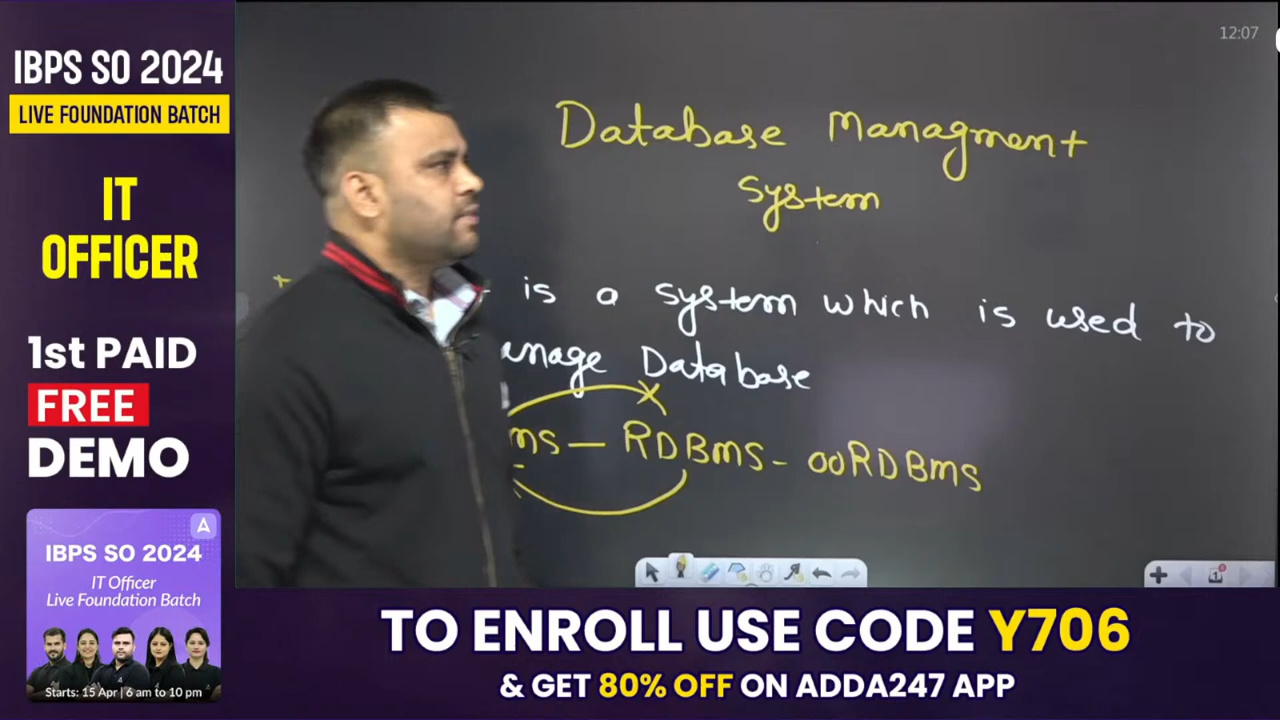 IBPS SO 2024
LIVE FOUNDATION BATCH
IT
OFFICER
1st PAID
FREE
DEMO
IBPS SO 2024
IT Officer
Live Foundation Batch
Starts: 15 Apr | 6 am to 10 pm
12:07
Database Managment
System
is a system which is used to
anage Database
ms - RDBms - OORDBms
1
TO ENROLL USE CODE Y706
& GET 80% OFF ON ADDA247 APP